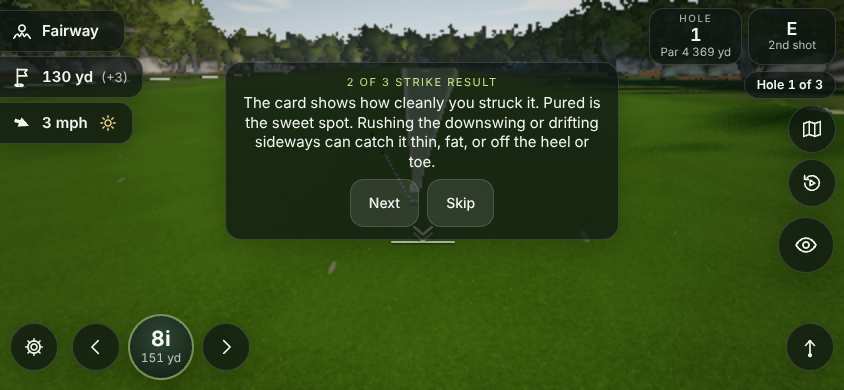 Fairway
130 yd (+3)
3 mph
2 OF 3 STRIKE RESULT
The card shows how cleanly you struck it. Pured is
the sweet spot. Rushing the downswing or drifting
sideways can catch it thin, fat, or off the heel or
toe.
Next
Skip
HOLE
1
Par 4 369 yd
E
2nd shot
Hole 1 of 3
8i
151 yd